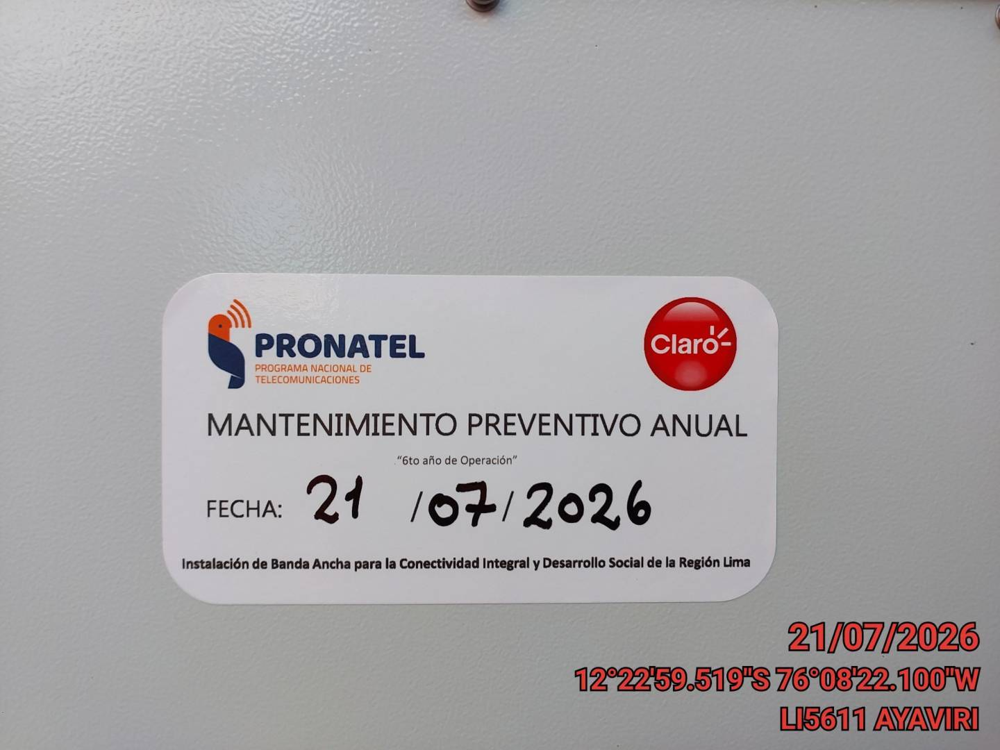 PRONATEL
PROGRAMA NACIONAL DE
TELECOMUNICACIONES
Claro
MANTENIMIENTO PREVENTIVO ANUAL
"6to año de Operación"
FECHA: 21 / 07 / 2026
Instalación de Banda Ancha para la Conectividad Integral y Desarrollo Social de la Región Lima
21/07/2026
12°22'59.519"S 76°08'22.100"W
LI5611 AYAVIRI